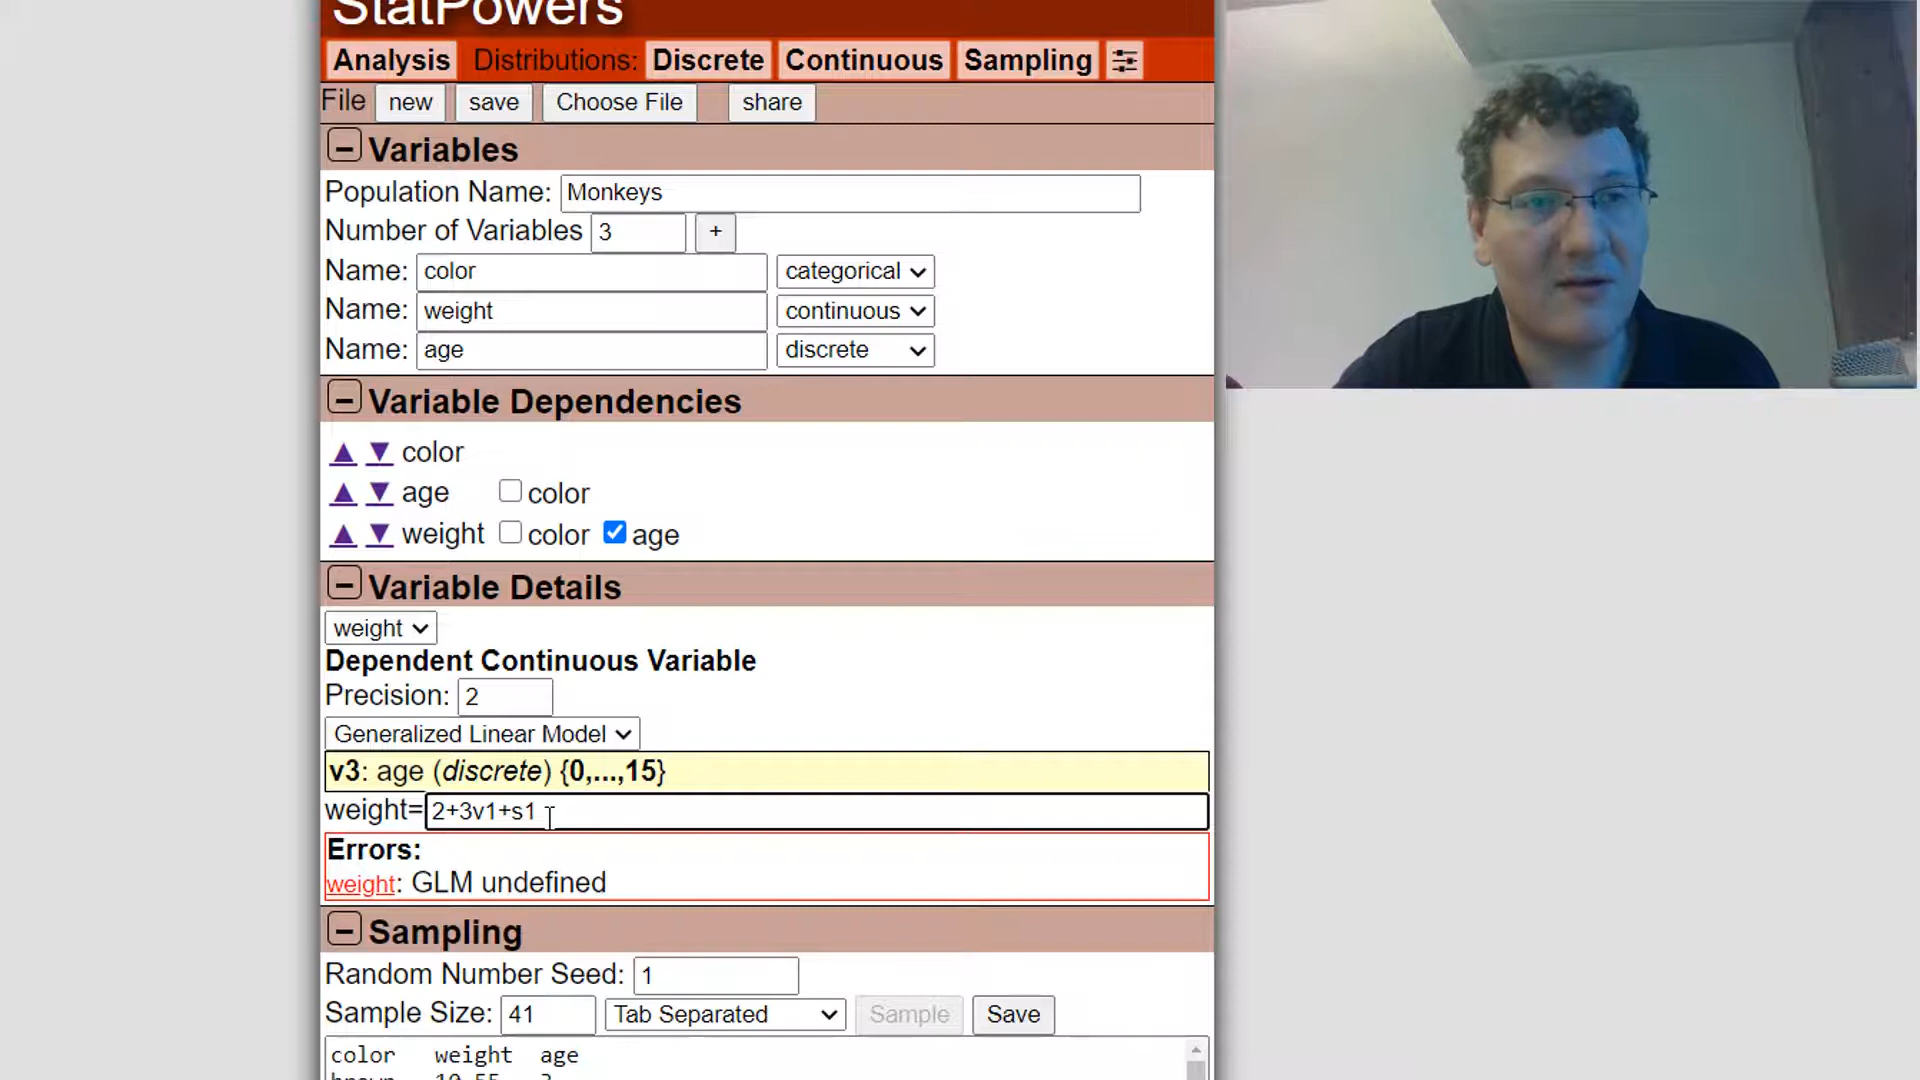 StatPowers
Analysis Distributions: Discrete Continuous Sampling
File new save Choose File share
Variables
Population Name: Monkeys
Number of Variables 3 +
Name: color categorical
Name: weight continuous
Name: age discrete
Variable Dependencies
color
age color
weight color age
Variable Details
weight
Dependent Continuous Variable
Precision: 2
Generalized Linear Model
v3: age (discrete) {0,...,15}
weight= 2+3v1+s1
Errors:
weight: GLM undefined
Sampling
Random Number Seed: 1
Sample Size: 41 Tab Separated Sample Save
color weight age